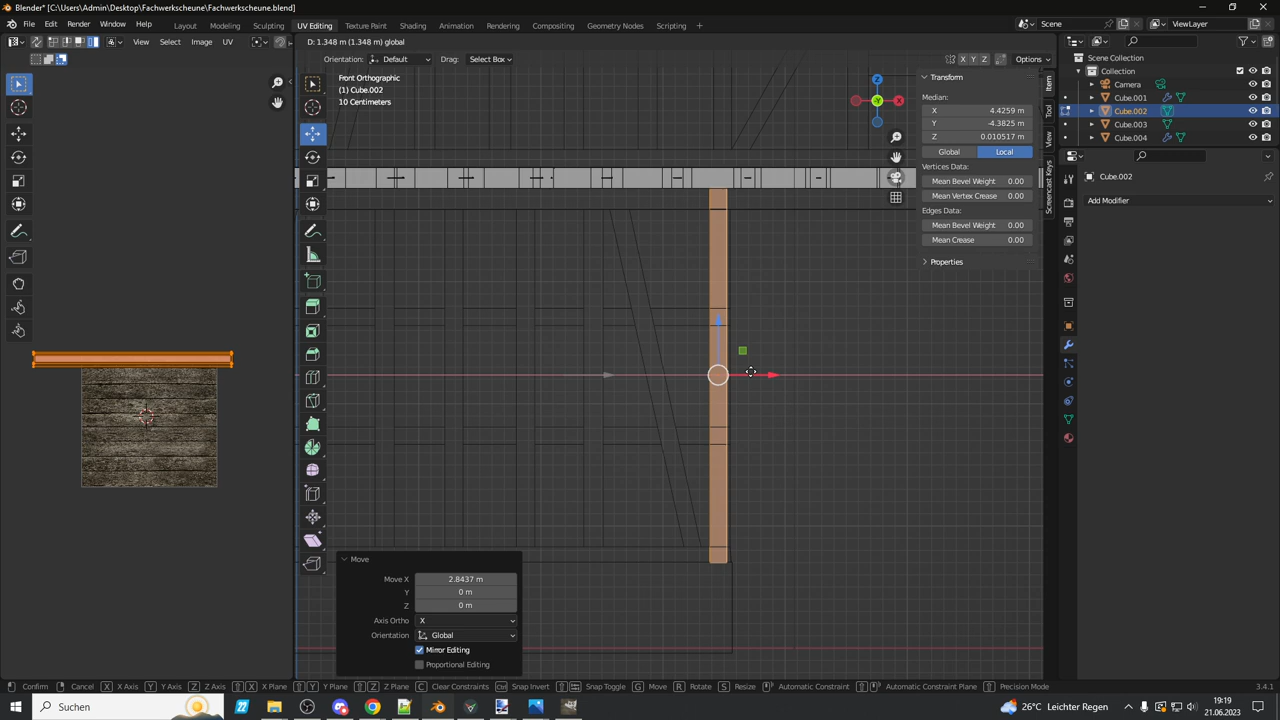 Blender* [C:\Users\Admin\Desktop\Fachwerkscheune\Fachwerkscheune.blend]
File Edit Render Window Help Layout Modeling Sculpting UV Editing Texture Paint Shading Animation Rendering Compositing Geometry Nodes Scripting Scene ViewLayer
View Select Image UV D: 1.348 m (1.348 m) global
Orientation: Default Drag: Select Box X Y Z Options
Front Orthographic
(1) Cube.002
10 Centimeters
Z
-Y
X
Transform
Median:
X 4.4259 m
Y -4.3825 m
Z 0.010517 m
Global Local
Vertices Data:
Mean Bevel Weight 0.00
Mean Vertex Crease 0.00
Edges Data:
Mean Bevel Weight 0.00
Mean Crease 0.00
Properties
Item
Tool
View
Screencast Keys
Scene Collection
Collection
Camera
Cube.001
Cube.002
Cube.003
Cube.004
Cube.002
Add Modifier
Move
Move X 2.8437 m
Y 0 m
Z 0 m
Axis Ortho X
Orientation Global
Mirror Editing
Proportional Editing
Confirm Cancel X X Axis Y Y Axis Z Z Axis X X Plane Y Y Plane Z Z Plane C Clear Constraints Ctrl Snap Invert Snap Toggle G Move R Rotate S Resize Automatic Constraint Automatic Constraint Plane Precision Mode 3.4.1
Suchen 26°C Leichter Regen 19:19
21.06.2023